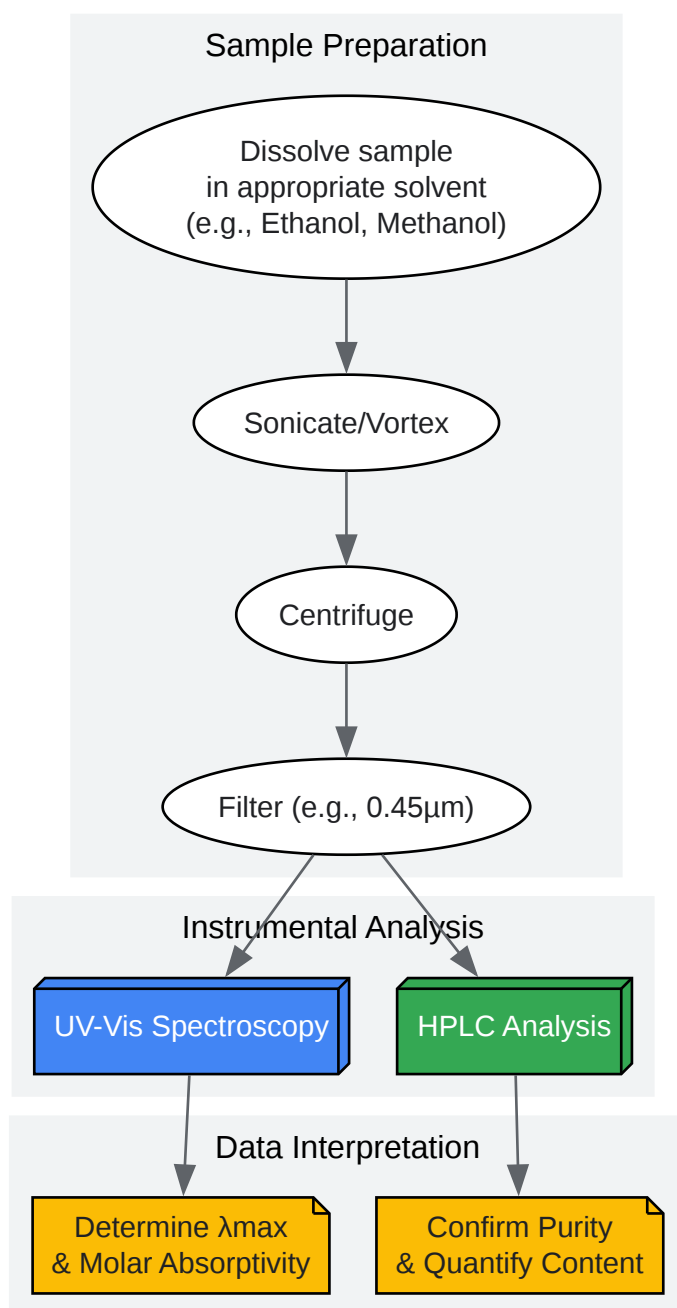 Sample Preparation
Dissolve sample
in appropriate solvent
(e.g., Ethanol, Methanol)
Sonicate/Vortex
Centrifuge
Filter (e.g., 0.45µm)
Instrumental Analysis
UV-Vis Spectroscopy
HPLC Analysis
Data Interpretation
Determine λmax
& Molar Absorptivity
Confirm Purity
& Quantify Content